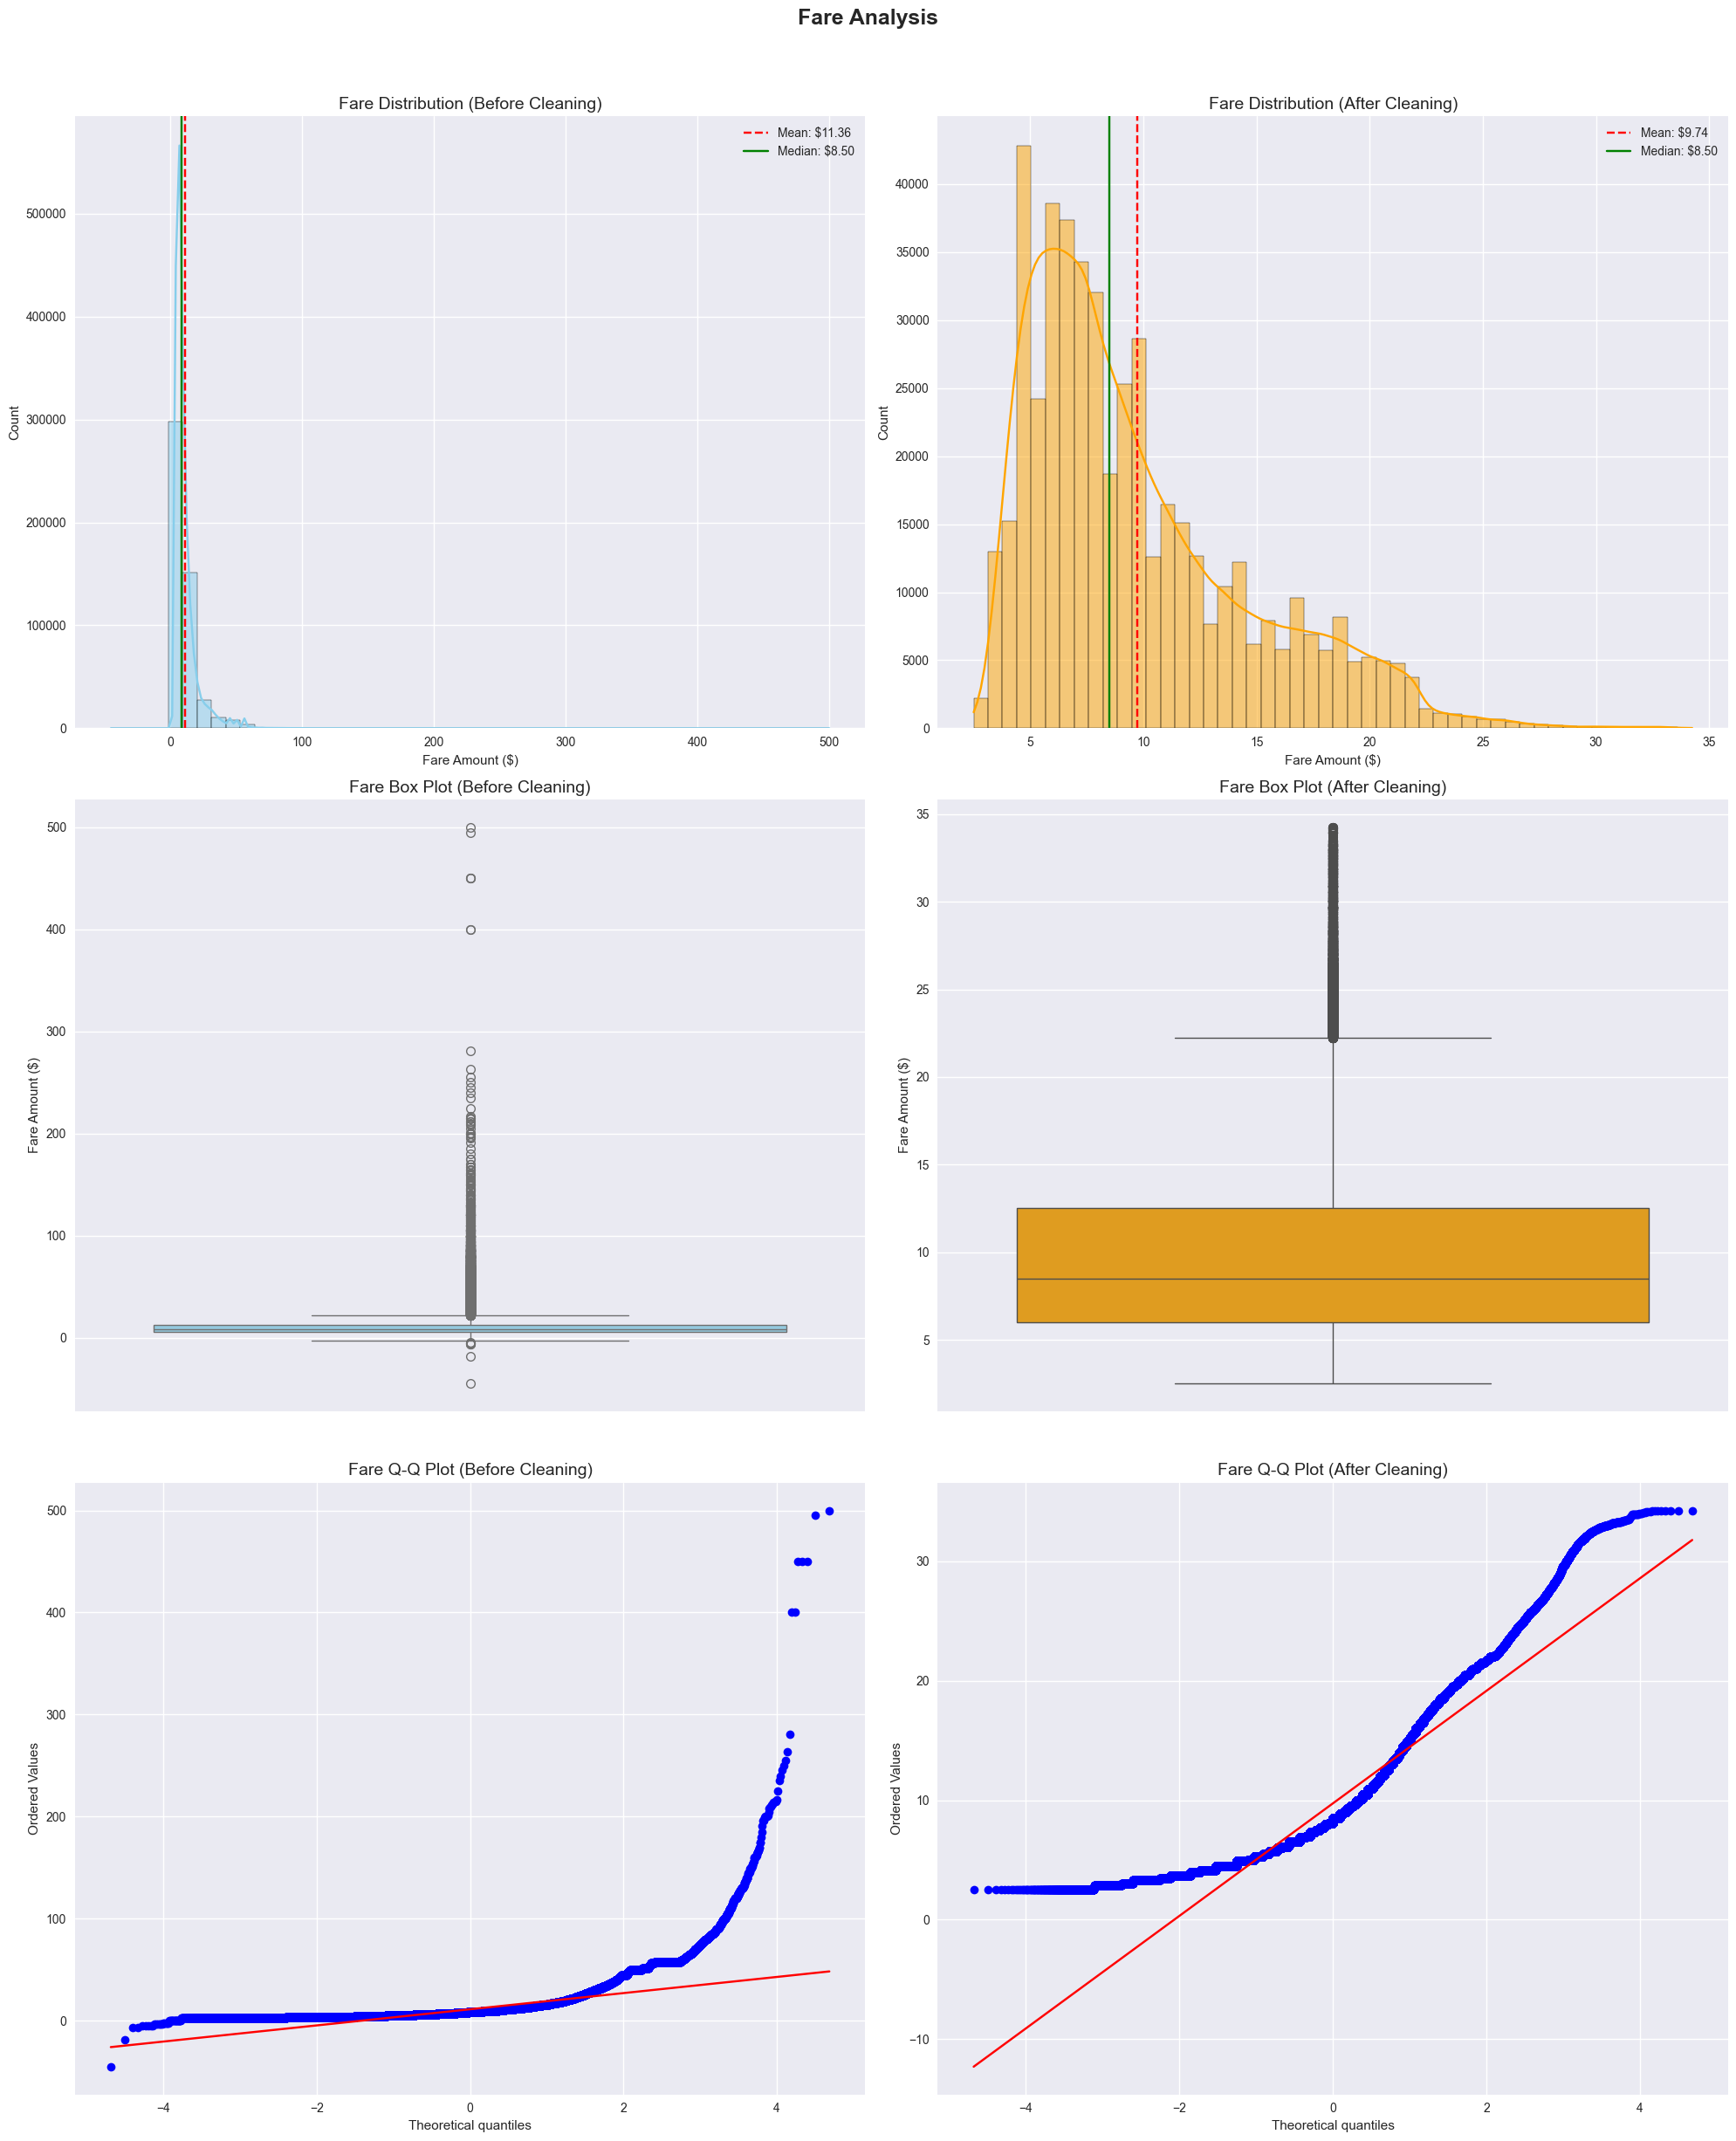 Fare Analysis
Fare Distribution (Before Cleaning)
Mean: $11.36
Median: $8.50
500000
400000
300000
200000
100000
0
Count
0 100 200 300 400 500
Fare Amount ($)
Fare Distribution (After Cleaning)
Mean: $9.74
Median: $8.50
40000
35000
30000
25000
20000
15000
10000
5000
0
Count
5 10 15 20 25 30 35
Fare Amount ($)
Fare Box Plot (Before Cleaning)
500
400
300
200
100
0
Fare Amount ($)
Fare Box Plot (After Cleaning)
35
30
25
20
15
10
5
Fare Amount ($)
Fare Q-Q Plot (Before Cleaning)
500
400
300
200
100
0
Ordered Values
−4 −2 0 2 4
Theoretical quantiles
Fare Q-Q Plot (After Cleaning)
30
20
10
0
−10
Ordered Values
−4 −2 0 2 4
Theoretical quantiles